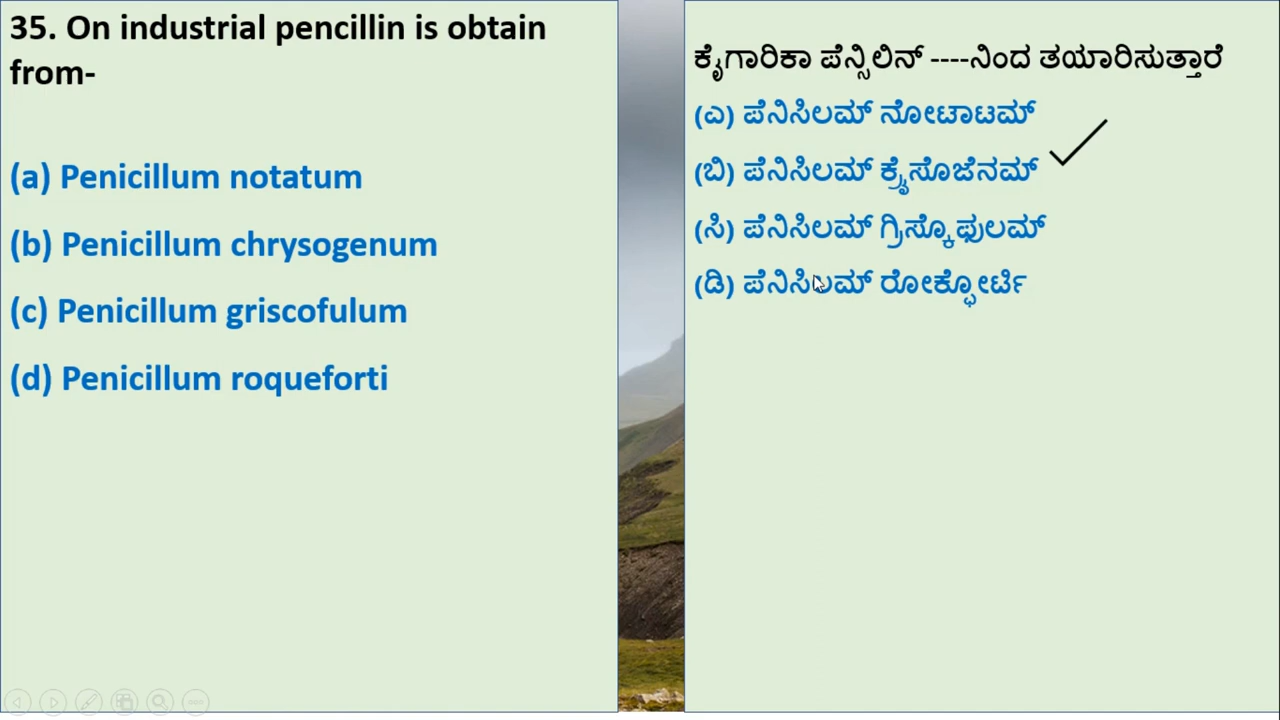 35. On industrial pencillin is obtain
from-
(a) Penicillum notatum
(b) Penicillum chrysogenum
(c) Penicillum griscofulum
(d) Penicillum roqueforti
ಕೈಗಾರಿಕಾ ಪೆನ್ಸಿಲಿನ್ ----ನಿಂದ ತಯಾರಿಸುತ್ತಾರೆ
(ಎ) ಪೆನಿಸಿಲಮ್ ನೋಟಾಟಮ್
(ಬಿ) ಪೆನಿಸಿಲಮ್ ಕ್ರೈಸೊಜೆನಮ್
(ಸಿ) ಪೆನಿಸಿಲಮ್ ಗ್ರಿಸ್ಕೊಫುಲಮ್
(ಡಿ) ಪೆನಿಸಿಲಮ್ ರೋಕ್ಫೋರ್ಟಿ